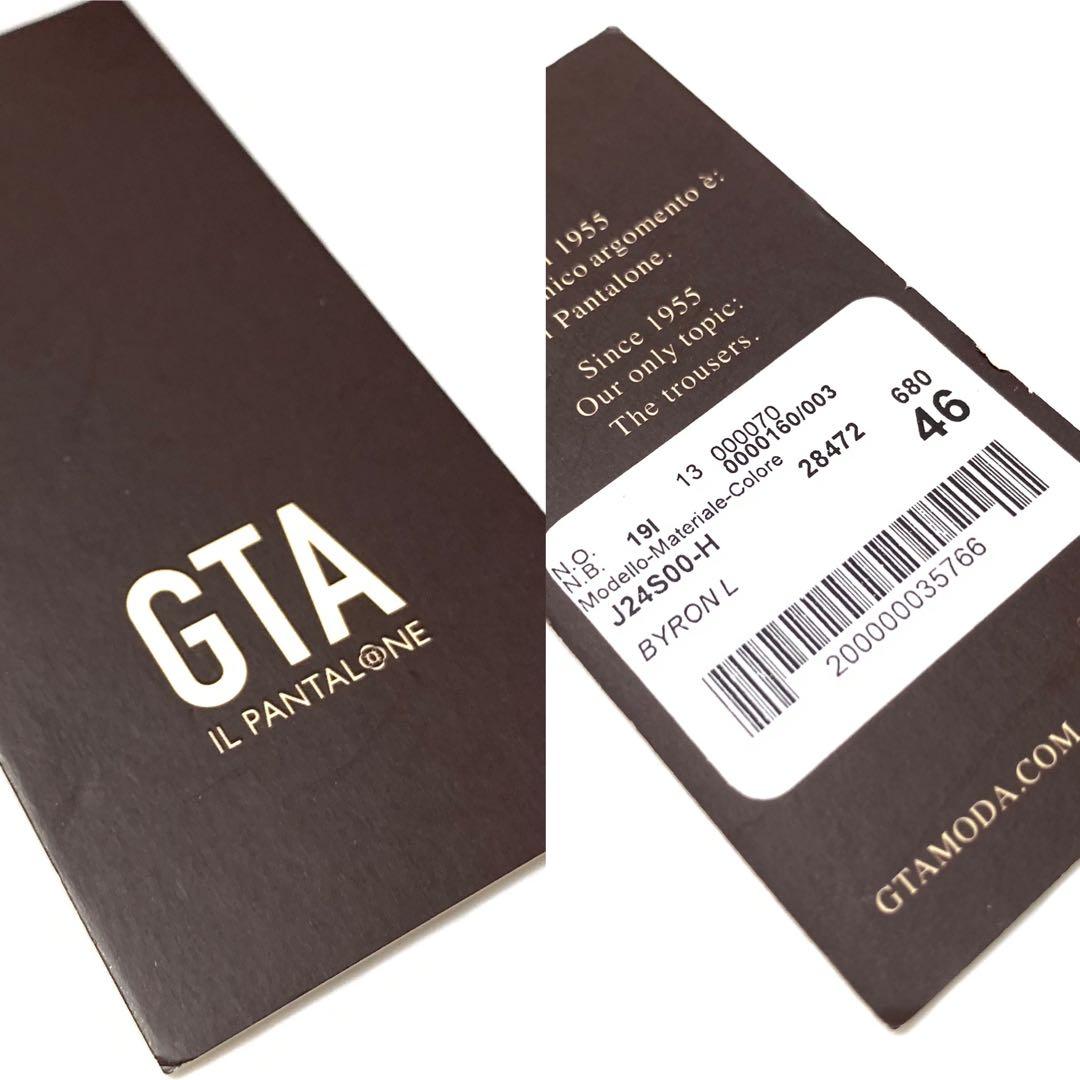 GTA
IL PANTALONE
1955
argomento è:
Pantalone.
Since 1955
Our only topic:
The trousers.
N.O. 13 000070
N.B. 19I 0000160/003
Modello-Materiale-Colore 680
J24S00-H 28472 46
BYRON L
2000000035766
GTAMODA.COM